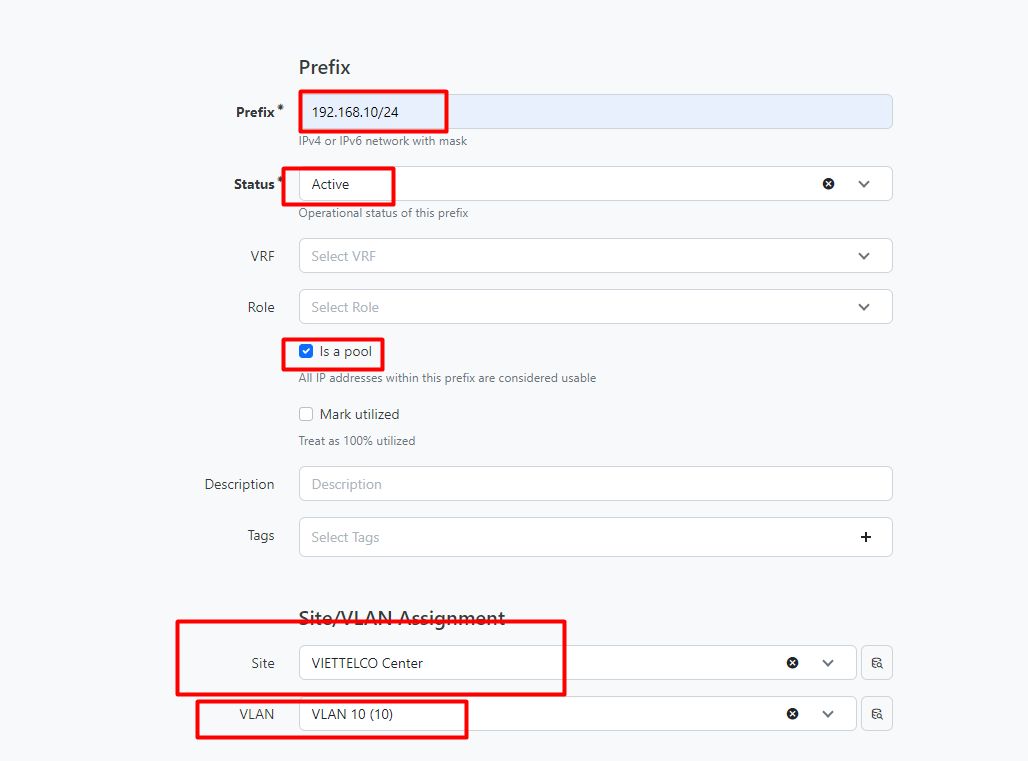 Prefix
Prefix *
192.168.10/24
IPv4 or IPv6 network with mask
Status *
Active
Operational status of this prefix
VRF
Select VRF
Role
Select Role
Is a pool
All IP addresses within this prefix are considered usable
Mark utilized
Treat as 100% utilized
Description
Description
Tags
Select Tags
Site/VLAN Assignment
Site
VIETTELCO Center
VLAN
VLAN 10 (10)